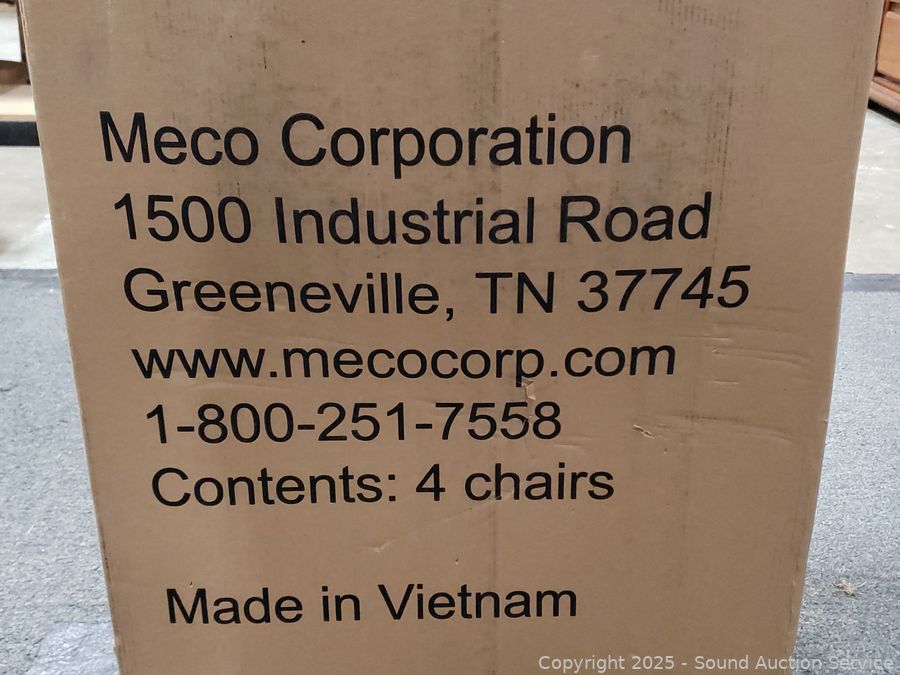 Meco Corporation
1500 Industrial Road
Greeneville, TN 37745
www.mecocorp.com
1-800-251-7558
Contents: 4 chairs
Made in Vietnam
Copyright 2025 - Sound Auction Service